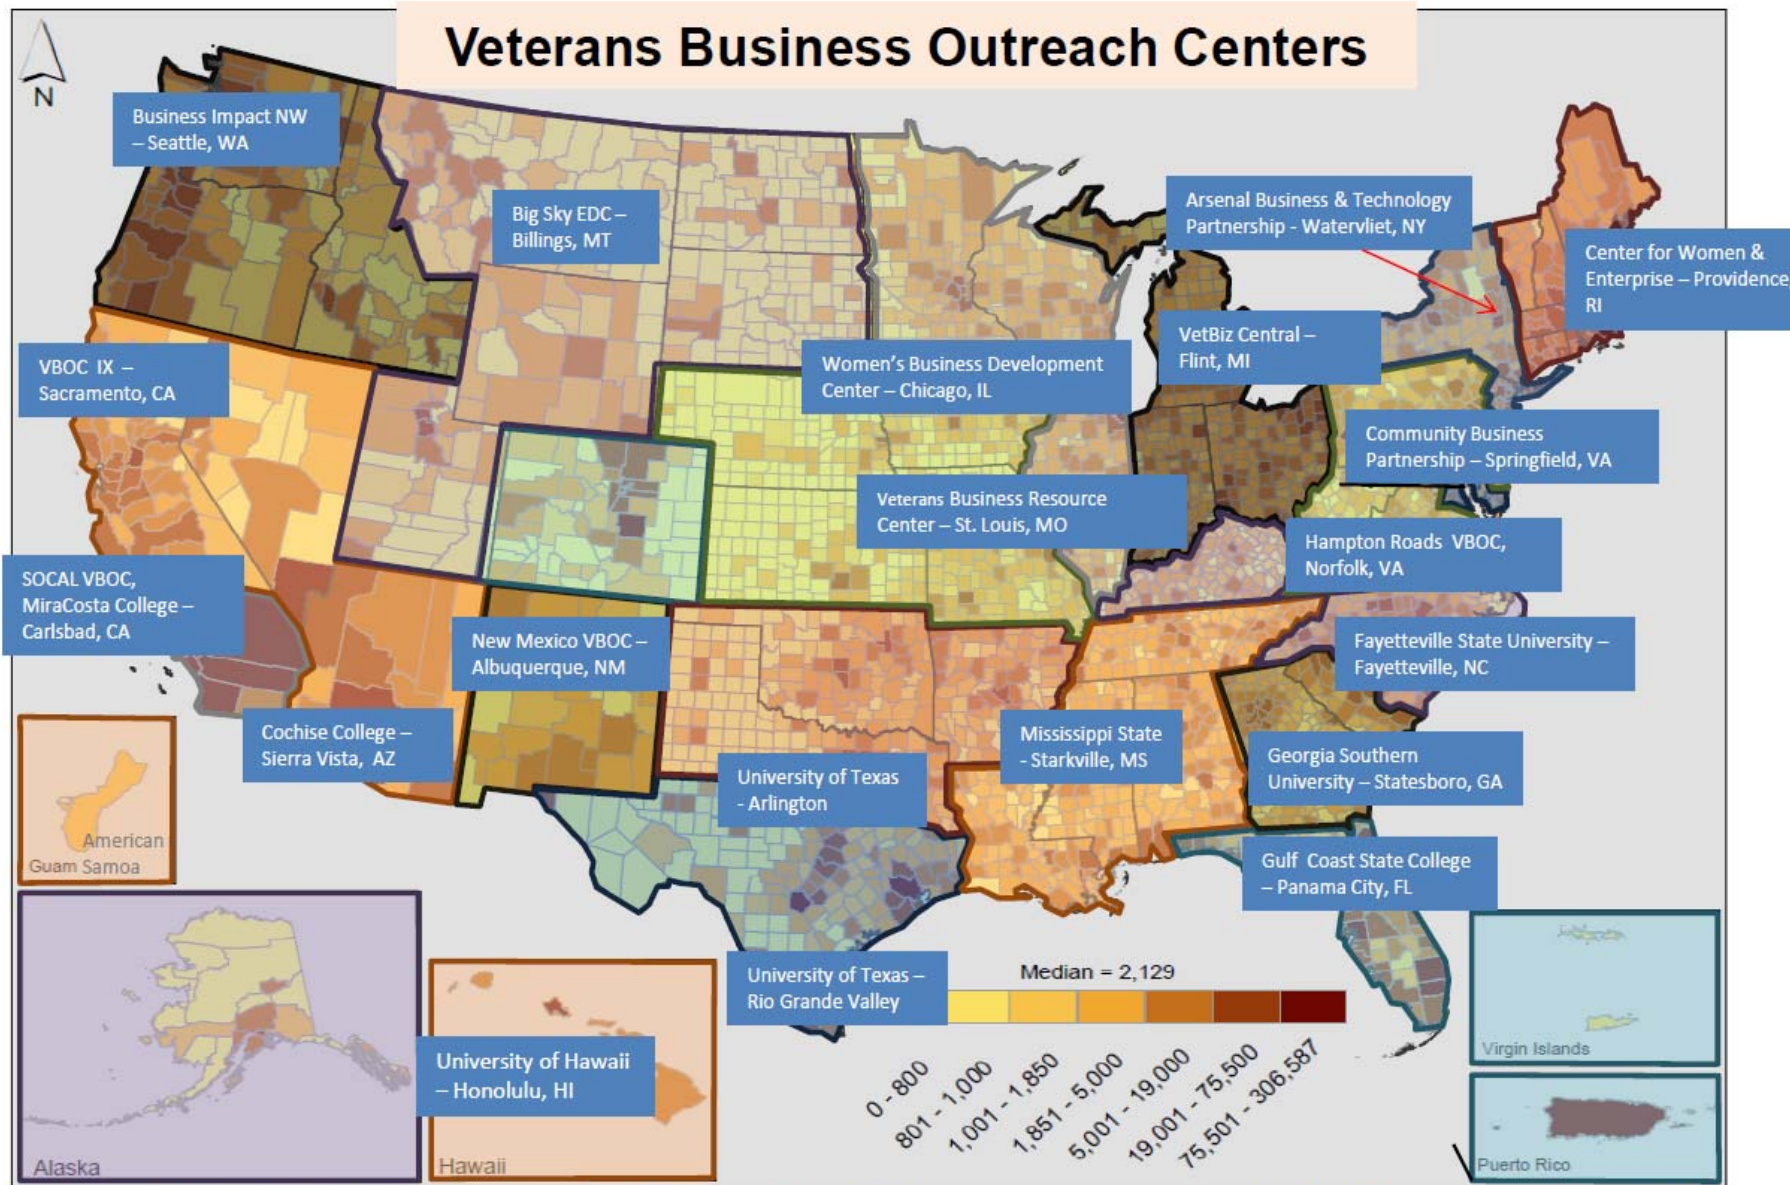 Veterans Business Outreach Centers
N
Business Impact NW
– Seattle, WA
Big Sky EDC –
Billings, MT
Arsenal Business & Technology
Partnership - Watervliet, NY
Center for Women &
Enterprise – Providence,
RI
VetBiz Central –
Flint, MI
VBOC IX –
Sacramento, CA
Women's Business Development
Center – Chicago, IL
Community Business
Partnership – Springfield, VA
Veterans Business Resource
Center – St. Louis, MO
Hampton Roads VBOC,
Norfolk, VA
SOCAL VBOC,
MiraCosta College –
Carlsbad, CA
New Mexico VBOC –
Albuquerque, NM
Fayetteville State University –
Fayetteville, NC
Cochise College –
Sierra Vista, AZ
Mississippi State
- Starkville, MS
Georgia Southern
University – Statesboro, GA
University of Texas
- Arlington
Gulf Coast State College
– Panama City, FL
American
Guam Samoa
University of Texas –
Rio Grande Valley
Median = 2,129
0 - 800
801 - 1,000
1,001 - 1,850
1,851 - 5,000
5,001 - 19,000
19,001 - 75,500
75,501 - 306,587
University of Hawaii
– Honolulu, HI
Alaska
Hawaii
Virgin Islands
Puerto Rico